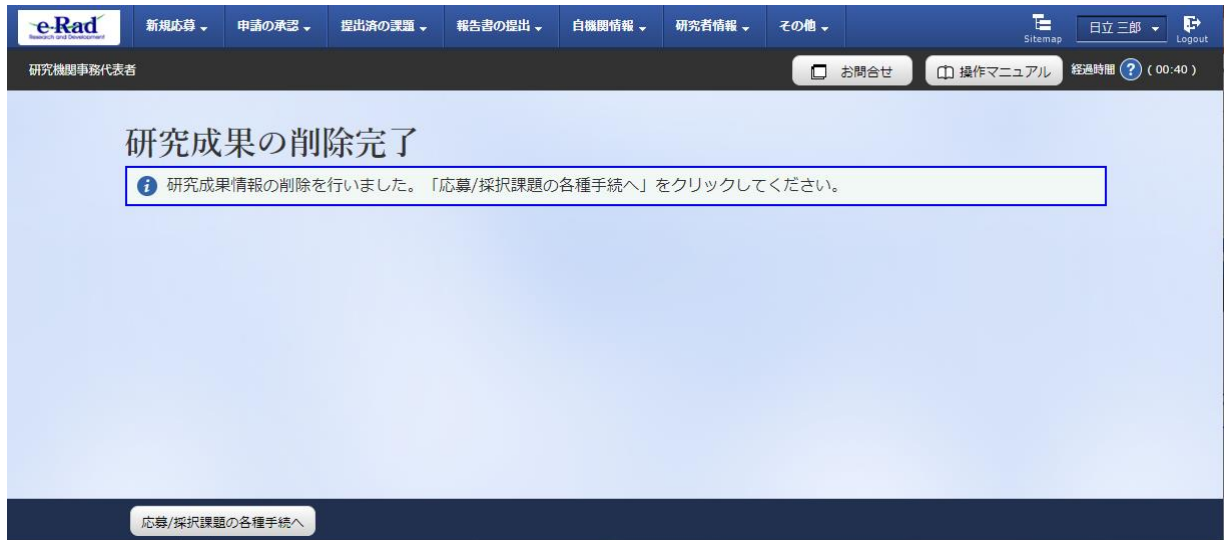 e-Rad
Research and Development
新規応募
申請の承認
提出済の課題
報告書の提出
自機関情報
研究者情報
その他
Sitemap
日立 三郎
Logout
研究機関事務代表者
お問合せ
操作マニュアル
経過時間 ? ( 00:40 )
研究成果の削除完了
研究成果情報の削除を行いました。「応募/採択課題の各種手続へ」をクリックしてください。
応募/採択課題の各種手続へ